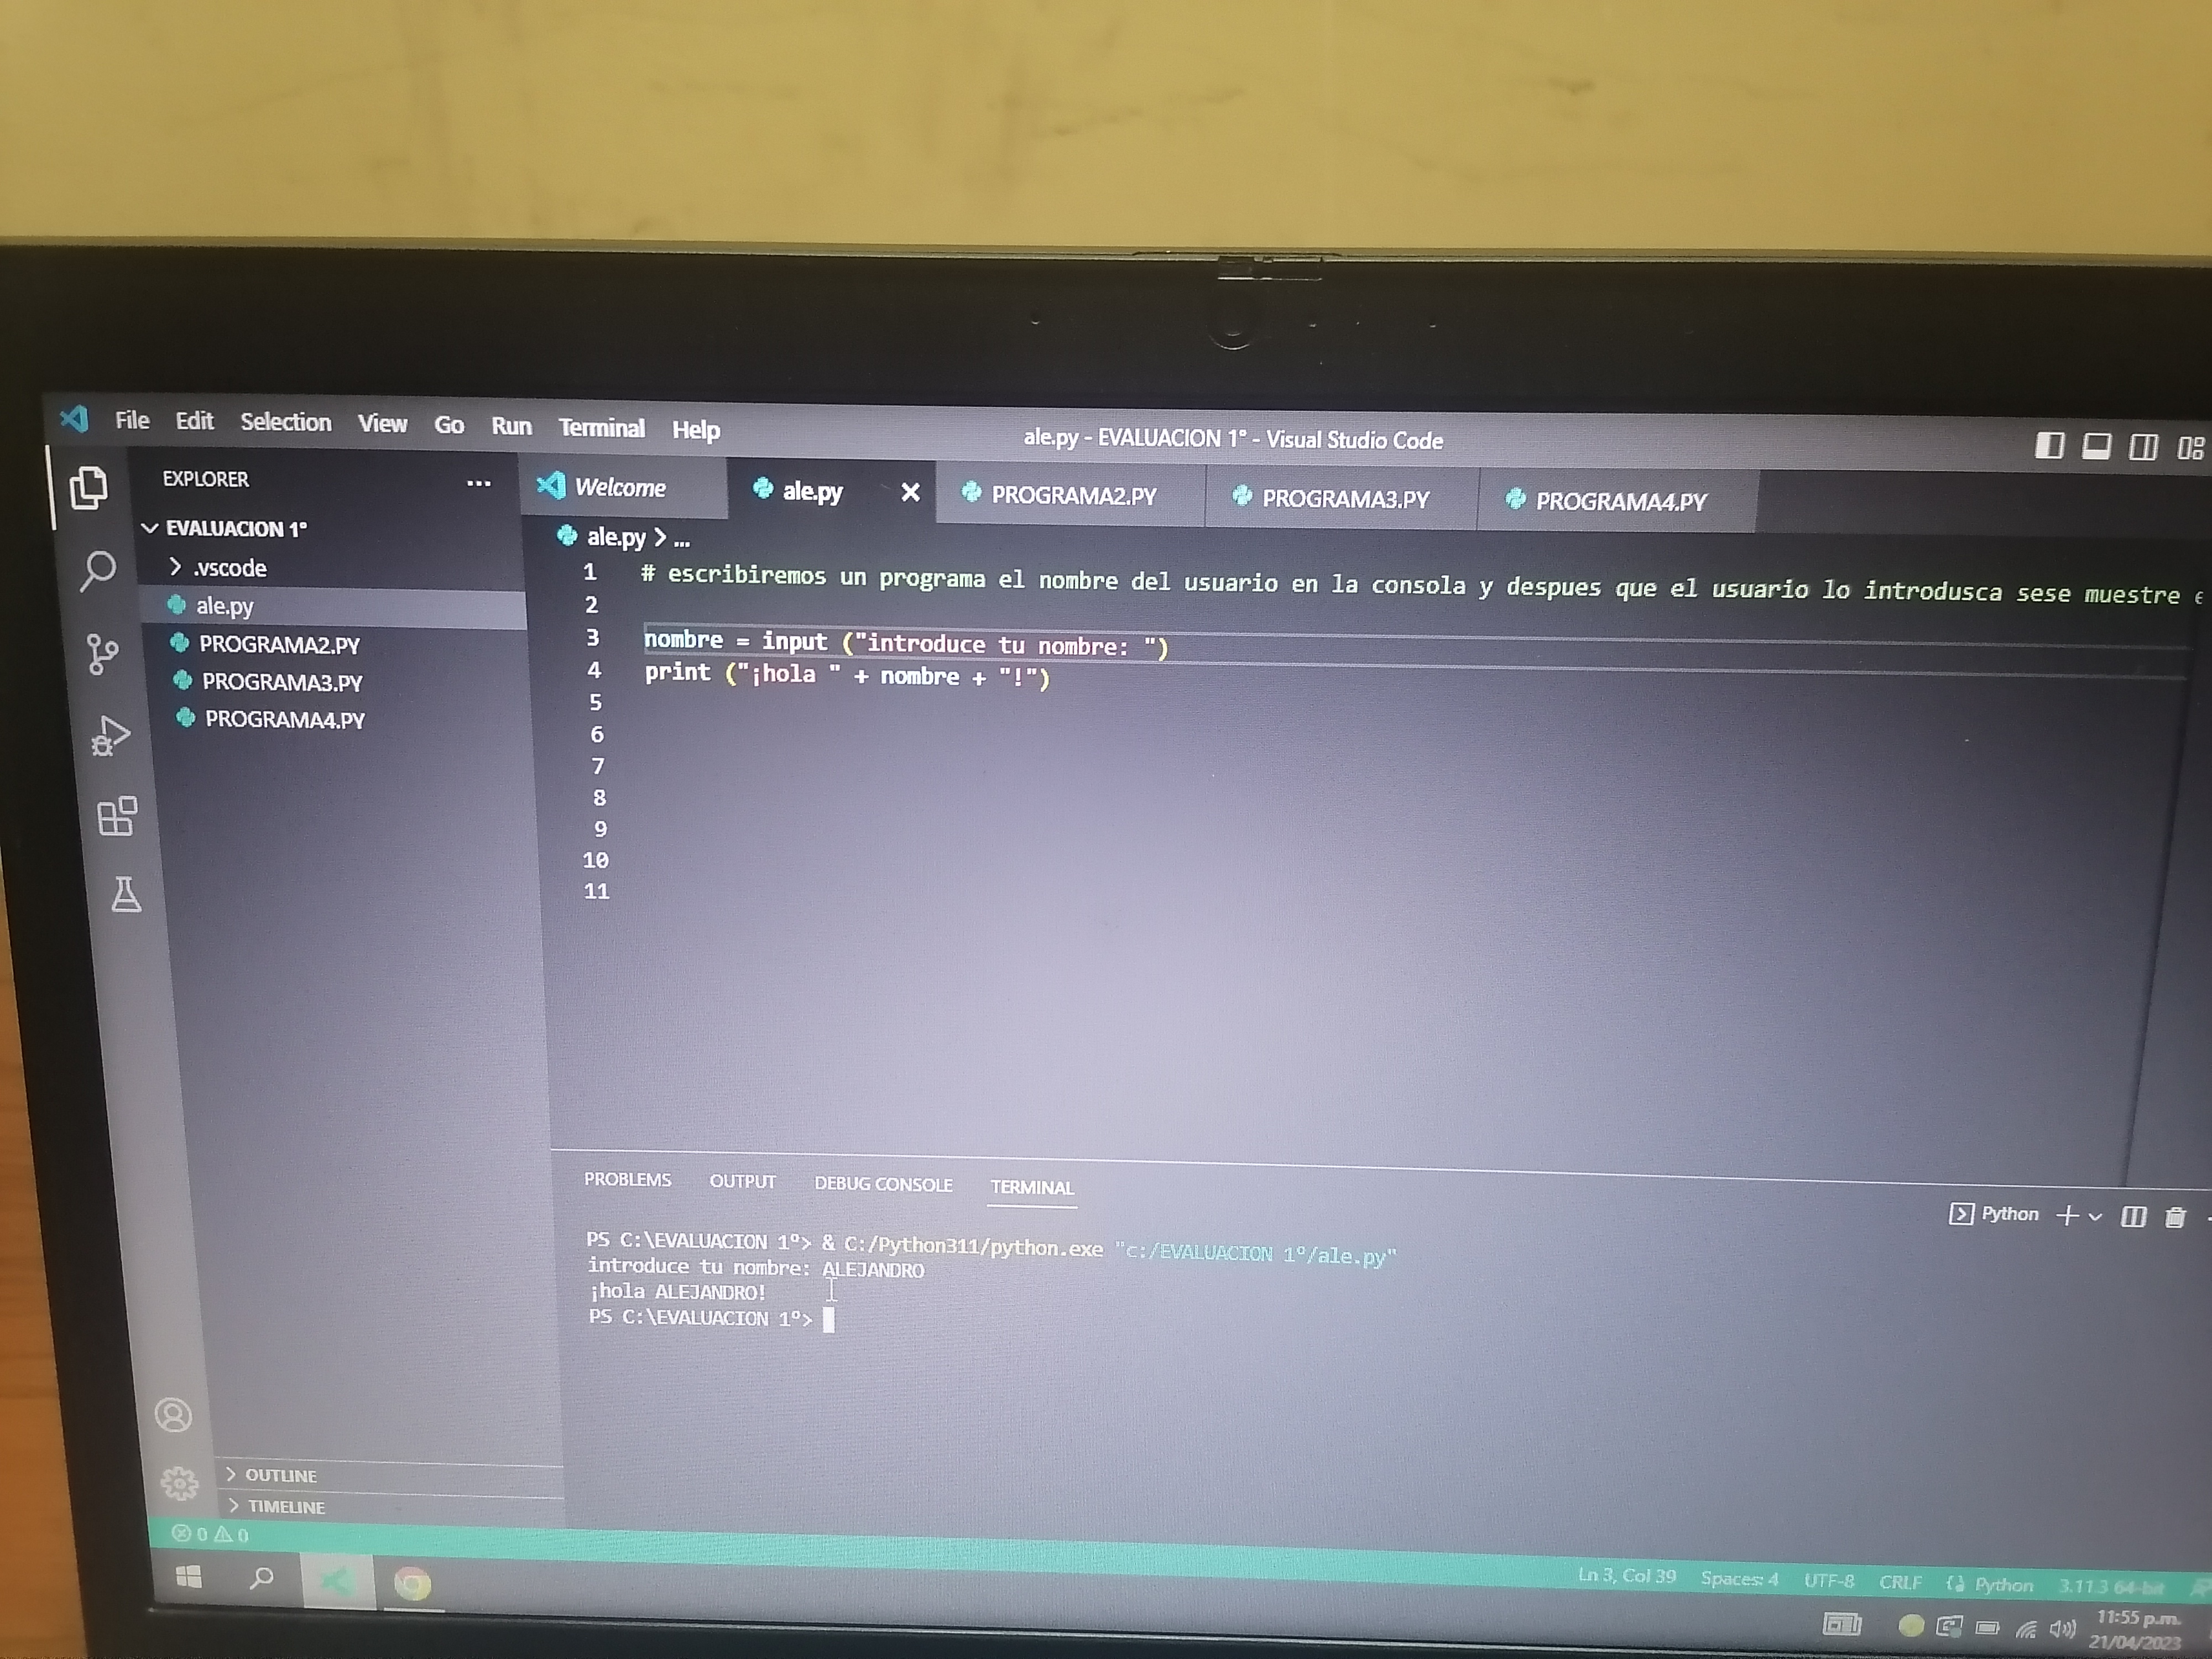 File Edit Selection View Go Run Terminal Help
ale.py - EVALUACION 1° - Visual Studio Code
EXPLORER ...
Welcome ale.py PROGRAMA2.PY PROGRAMA3.PY PROGRAMA4.PY
EVALUACION 1°
.vscode
ale.py
PROGRAMA2.PY
PROGRAMA3.PY
PROGRAMA4.PY
ale.py > ...
1 # escribiremos un programa el nombre del usuario en la consola y despues que el usuario lo introdusca sese muestre
2
3 nombre = input ("introduce tu nombre: ")
4 print ("¡hola " + nombre + "!")
5
6
7
8
9
10
11
PROBLEMS OUTPUT DEBUG CONSOLE TERMINAL
Python
PS C:\EVALUACION 1º> & C:/Python311/python.exe "c:/EVALUACION 1º/ale.py"
introduce tu nombre: ALEJANDRO
¡hola ALEJANDRO!
PS C:\EVALUACION 1º>
OUTLINE
TIMELINE
0 0
Ln 3, Col 39 Spaces: 4 UTF-8 CRLF Python 3.11.3 64-bit
11:55 p.m.
21/04/2023